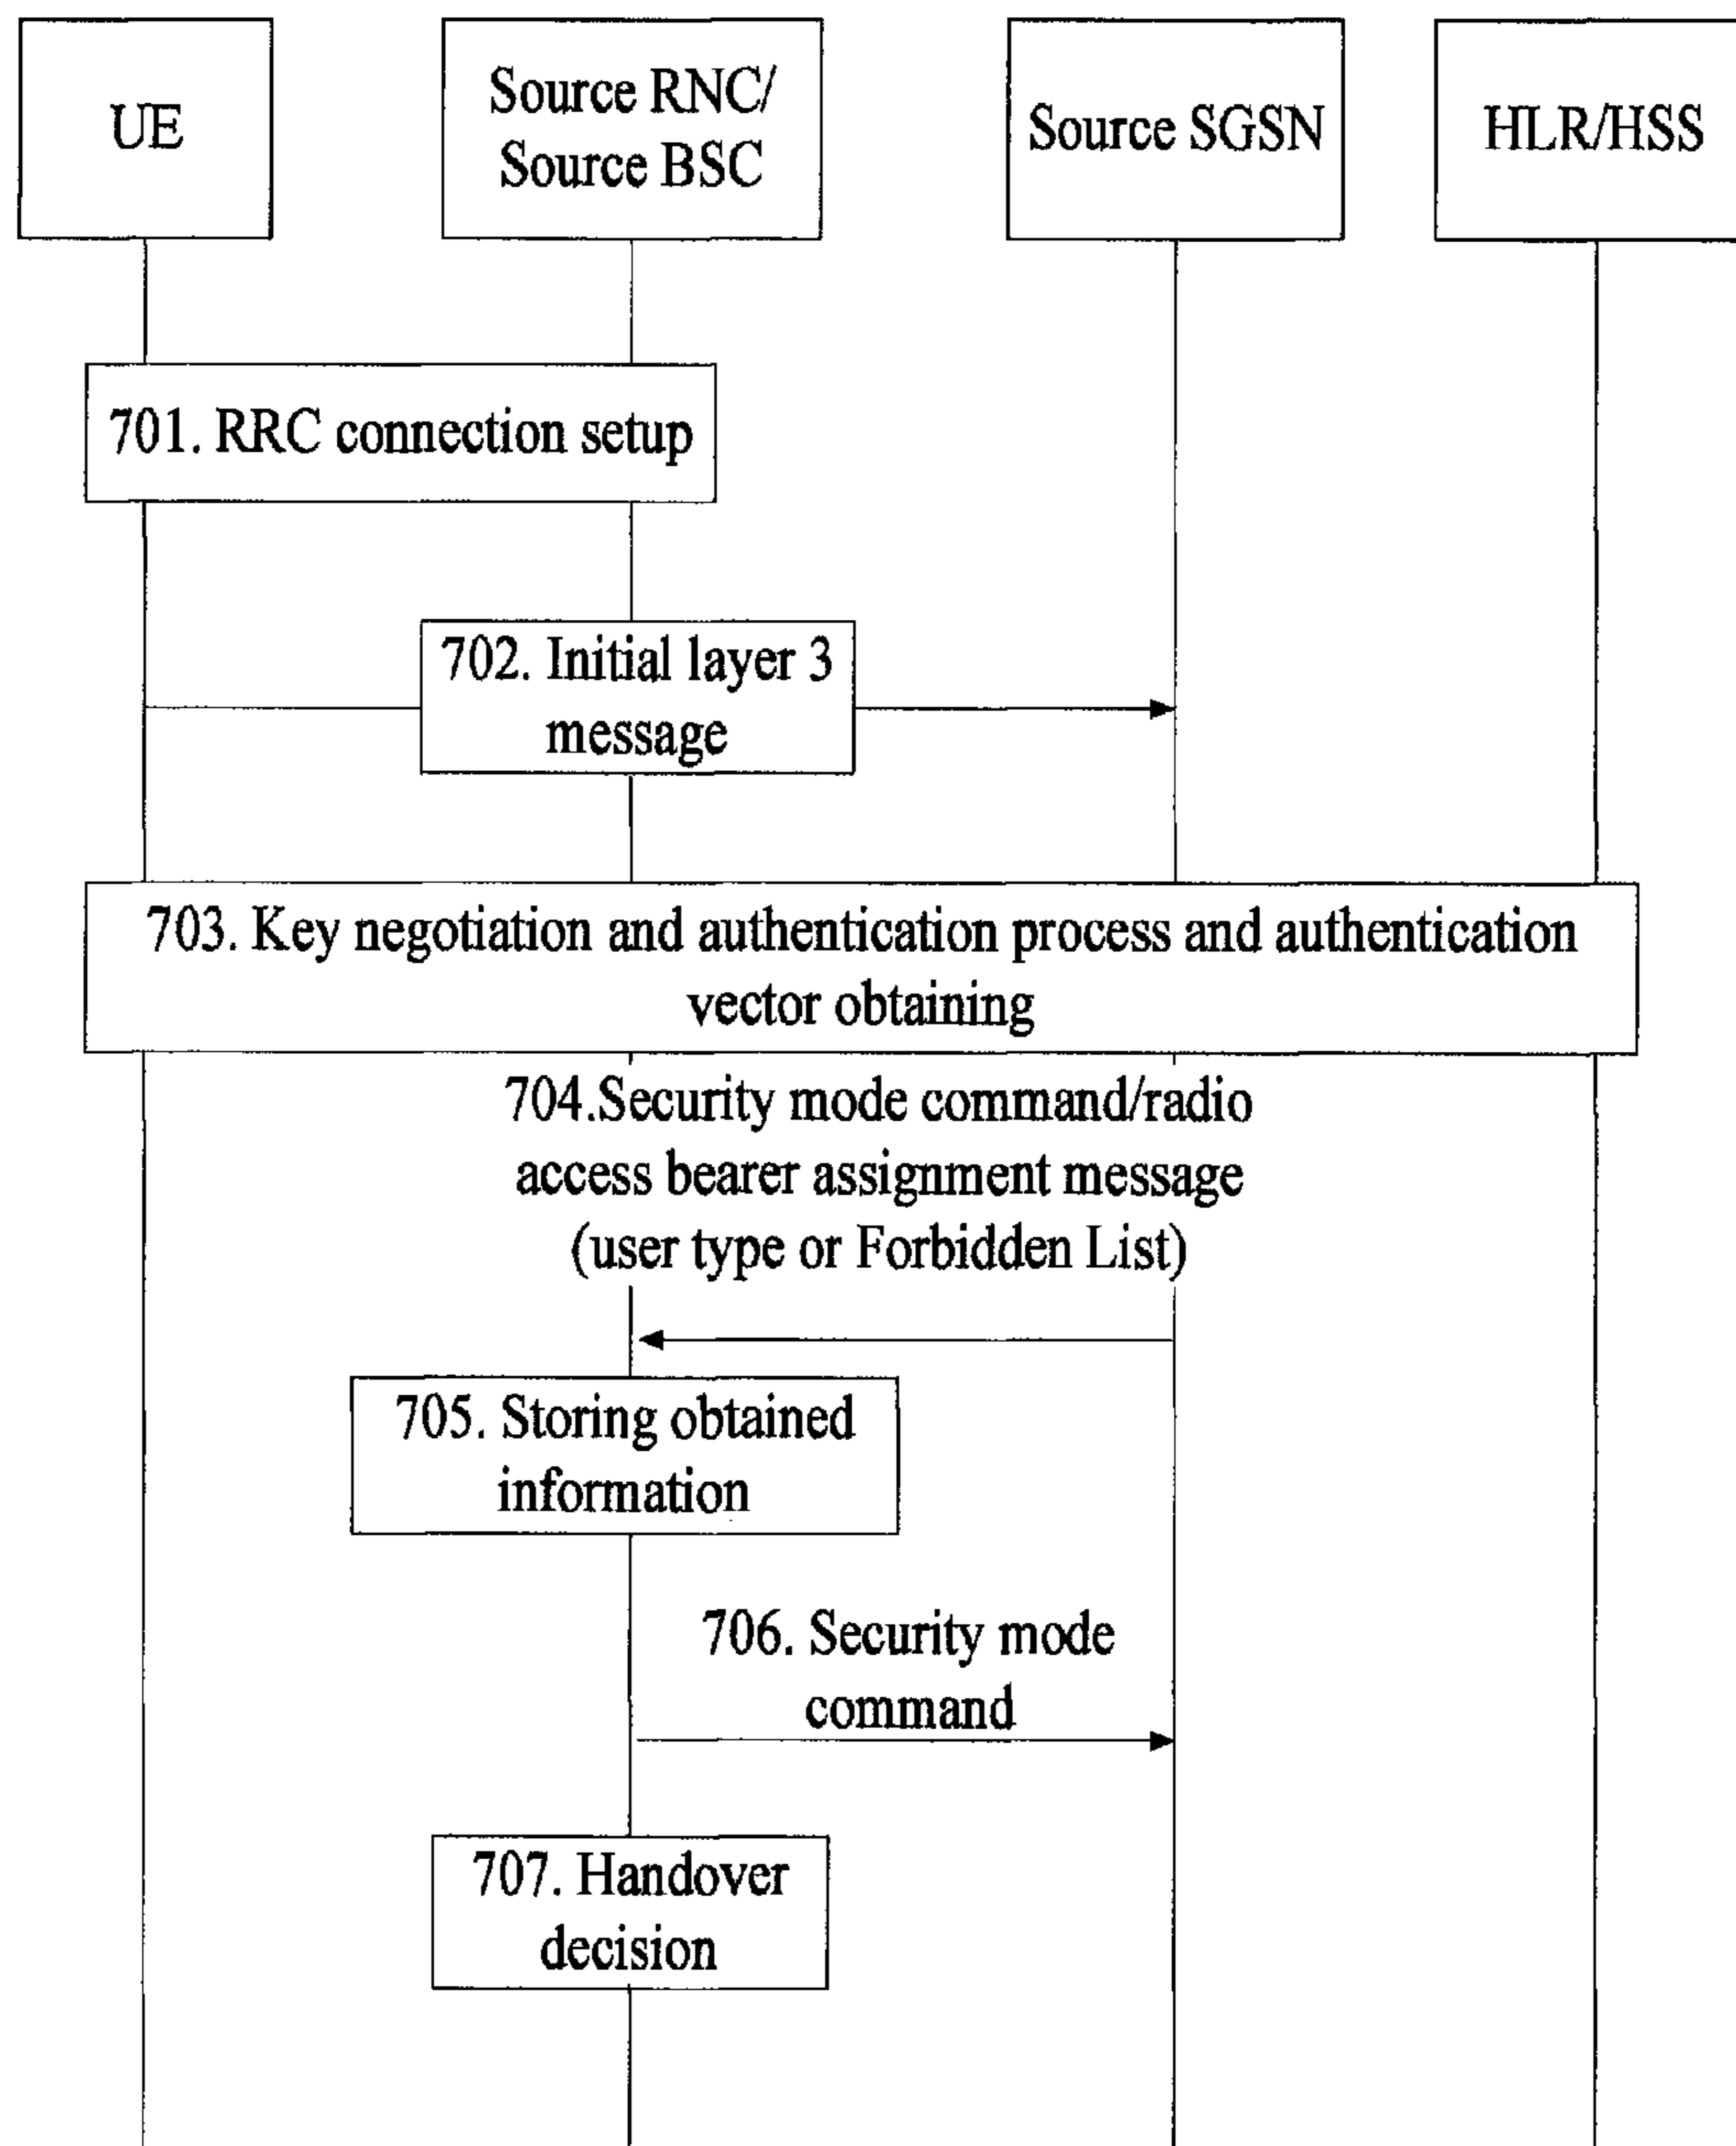 UE
Source RNC/
Source BSC
Source SGSN
HLR/HSS
701. RRC connection setup
702. Initial layer 3
message
703. Key negotiation and authentication process and authentication
vector obtaining
704.Security mode command/radio
access bearer assignment message
(user type or Forbidden List)
705. Storing obtained
information
706. Security mode
command
707. Handover
decision